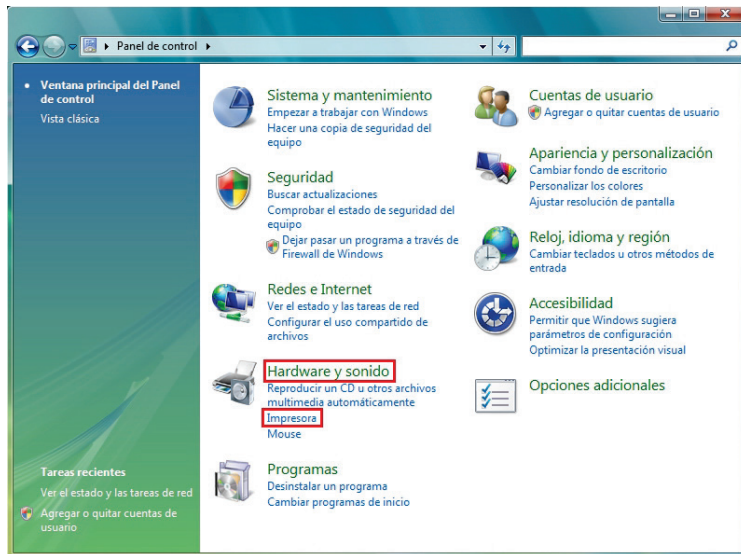 Panel de control
Ventana principal del Panel
de control
Vista clásica
Sistema y mantenimiento
Empezar a trabajar con Windows
Hacer una copia de seguridad del
equipo
Seguridad
Buscar actualizaciones
Comprobar el estado de seguridad del
equipo
Dejar pasar un programa a través de
Firewall de Windows
Redes e Internet
Ver el estado y las tareas de red
Configurar el uso compartido de
archivos
Hardware y sonido
Reproducir un CD u otros archivos
multimedia automáticamente
Impresora
Mouse
Programas
Desinstalar un programa
Cambiar programas de inicio
Cuentas de usuario
Agregar o quitar cuentas de usuario
Apariencia y personalización
Cambiar fondo de escritorio
Personalizar los colores
Ajustar resolución de pantalla
Reloj, idioma y región
Cambiar teclados u otros métodos de
entrada
Accesibilidad
Permitir que Windows sugiera
parámetros de configuración
Optimizar la presentación visual
Opciones adicionales
Tareas recientes
Ver el estado y las tareas de red
Agregar o quitar cuentas de
usuario